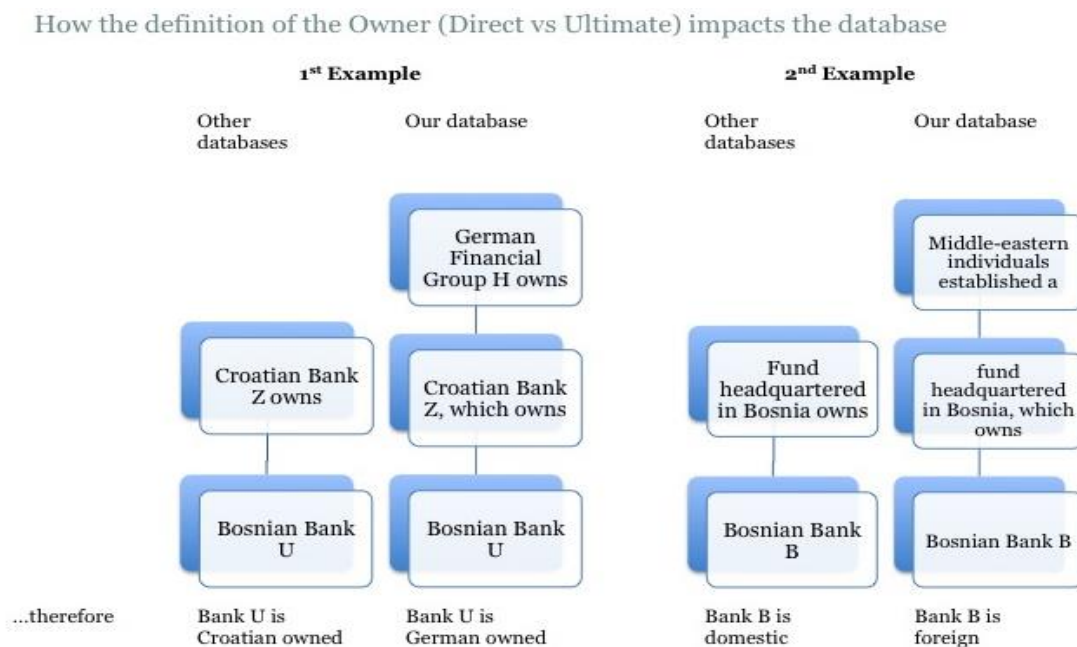 How the definition of the Owner (Direct vs Ultimate) impacts the database
1st Example
Other
databases
Our database
German
Financial
Group H owns
Croatian Bank
Z owns
Croatian Bank
Z, which owns
Bosnian Bank
U
Bosnian Bank
U
...therefore
Bank U is
Croatian owned
Bank U is
German owned
2nd Example
Other
databases
Our database
Middle-eastern
individuals
established a
Fund
headquartered
in Bosnia owns
fund
headquartered
in Bosnia, which
owns
Bosnian Bank
B
Bosnian Bank B
Bank B is
domestic
Bank B is
foreign